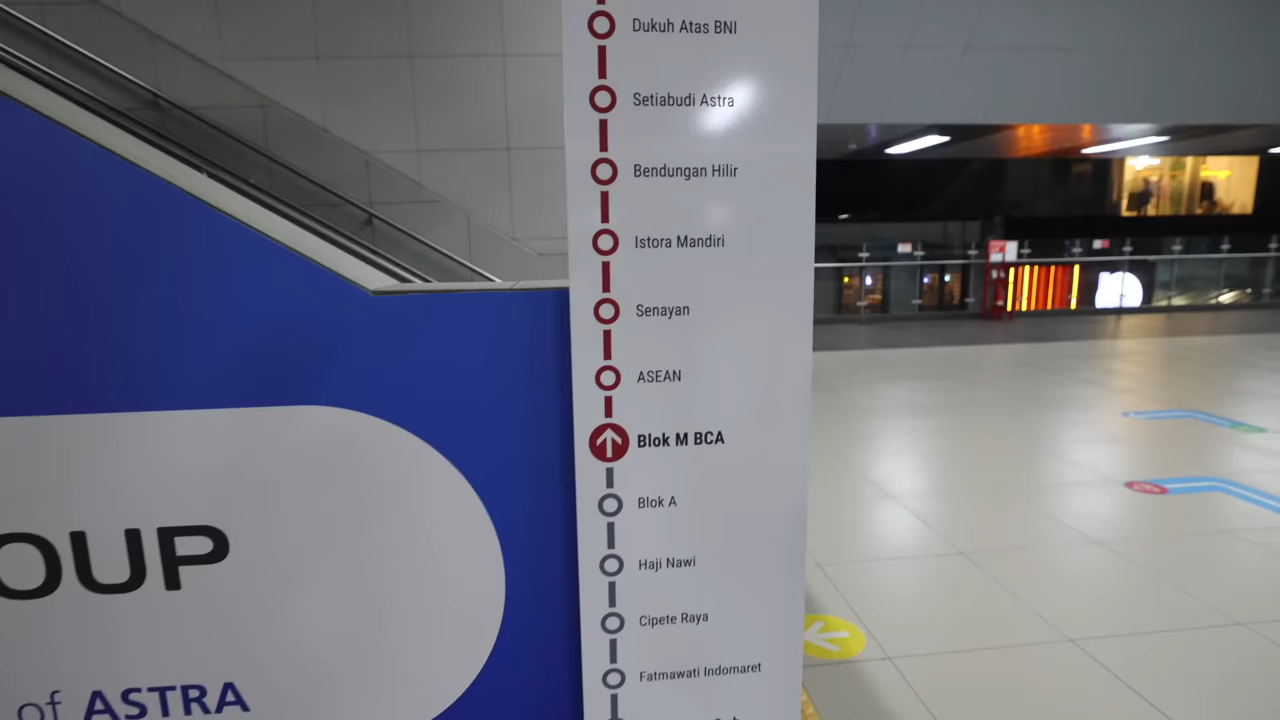 Dukuh Atas BNI
Setiabudi Astra
Bendungan Hilir
Istora Mandiri
Senayan
ASEAN
Blok M BCA
Blok A
Haji Nawi
Cipete Raya
Fatmawati Indomaret
OUP
of ASTRA